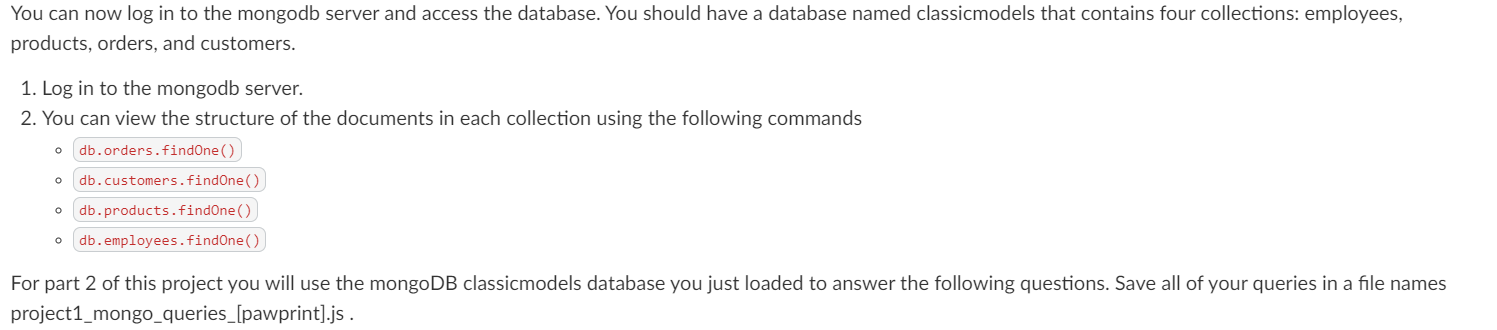 You can now log in to the mongodb server and access the database. You should have a database named classicmodels that contains four collections: employees,
products, orders, and customers.
1. Log in to the mongodb server.
2. You can view the structure of the documents in each collection using the following commands
db.orders.findOne()
db.customers.findOne()
db.products.findOne()
db.employees.findOne()
For part 2 of this project you will use the mongoDB classicmodels database you just loaded to answer the following questions. Save all of your queries in a file names
project1_mongo_queries_[pawprint].js .